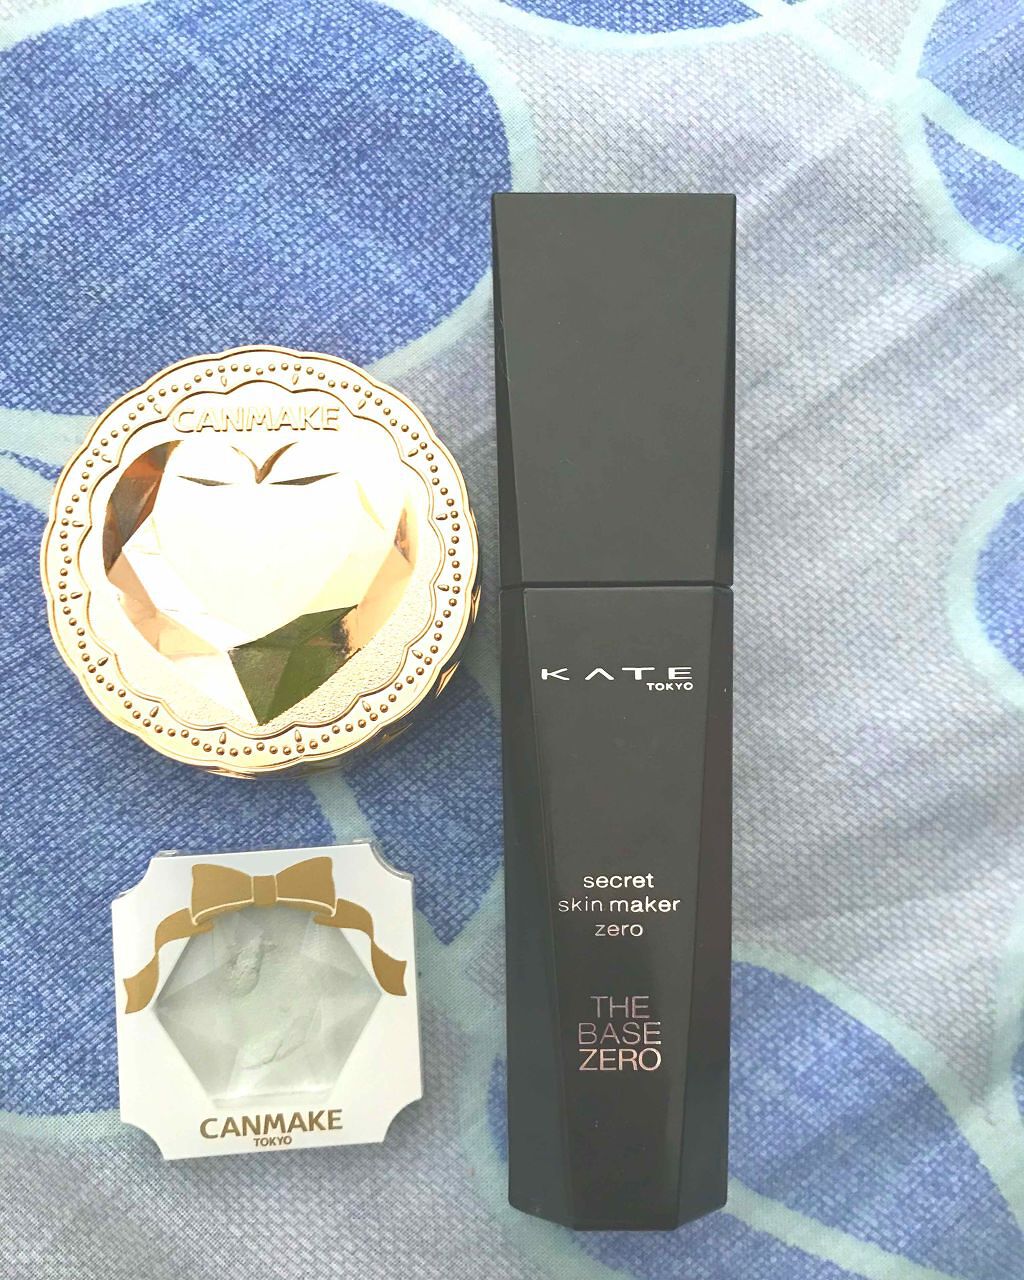 CANMAKE
KATE
TOKYO
secret
skin maker
zero
THE
BASE
ZERO
CANMAKE
TOKYO